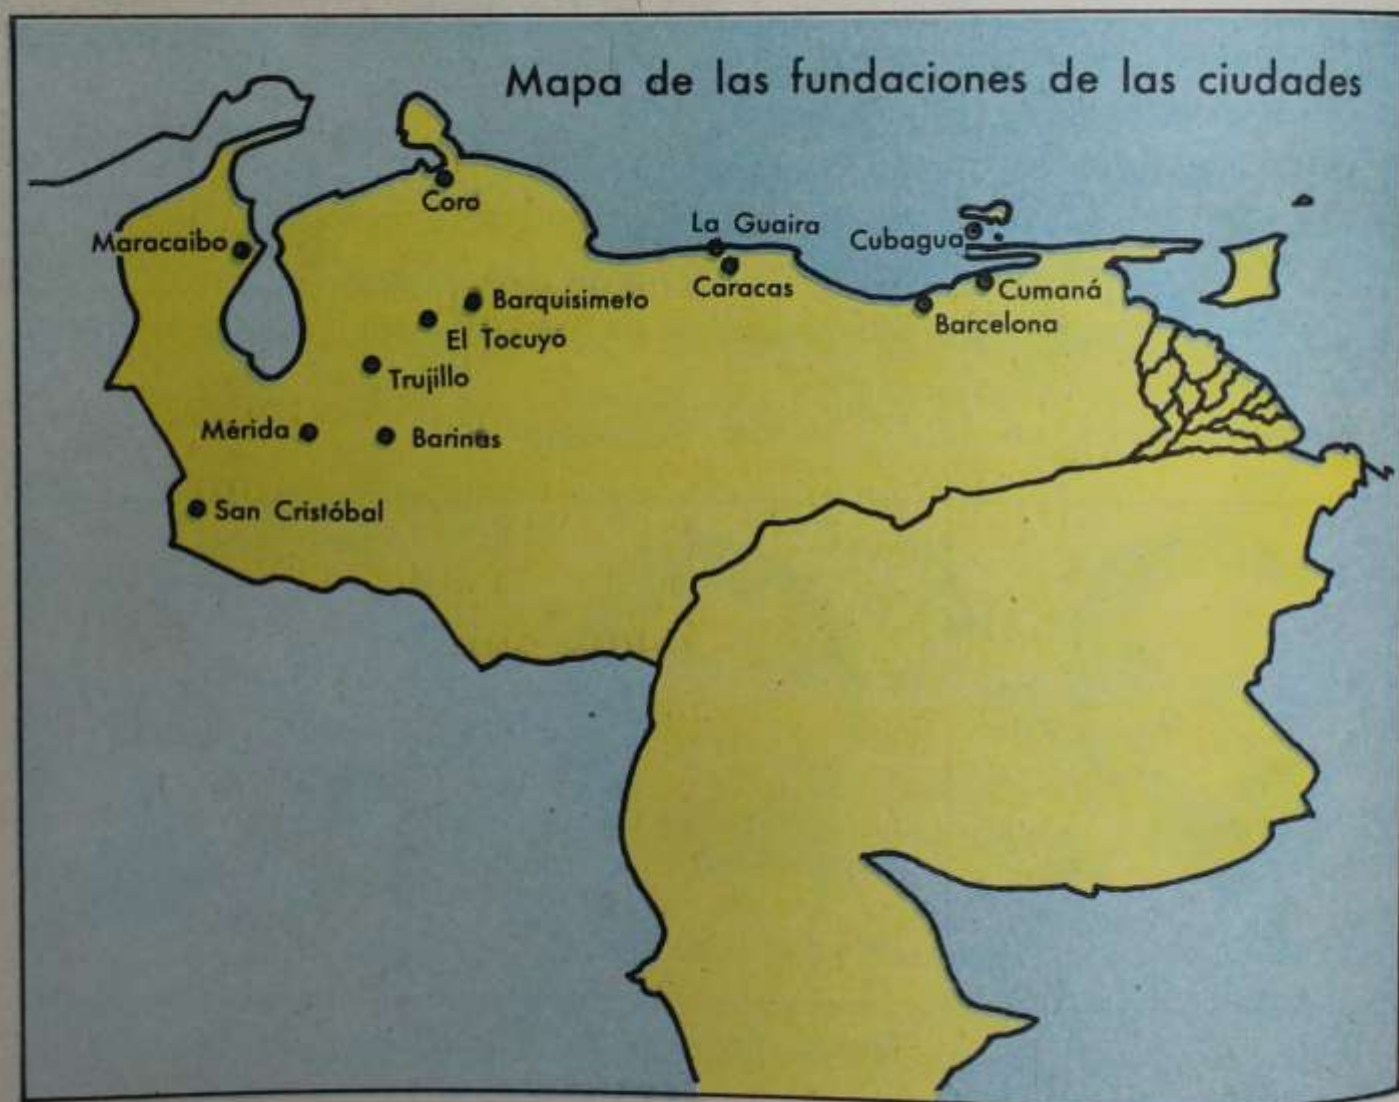 Mapa de las fundaciones de las ciudades
Coro
La Guaira
Maracaibo
Cubagua
Caracas
Cumaná
Barquisimeto
Barcelona
El Tocuyo
Trujillo
Mérida
Barinas
San Cristóbal